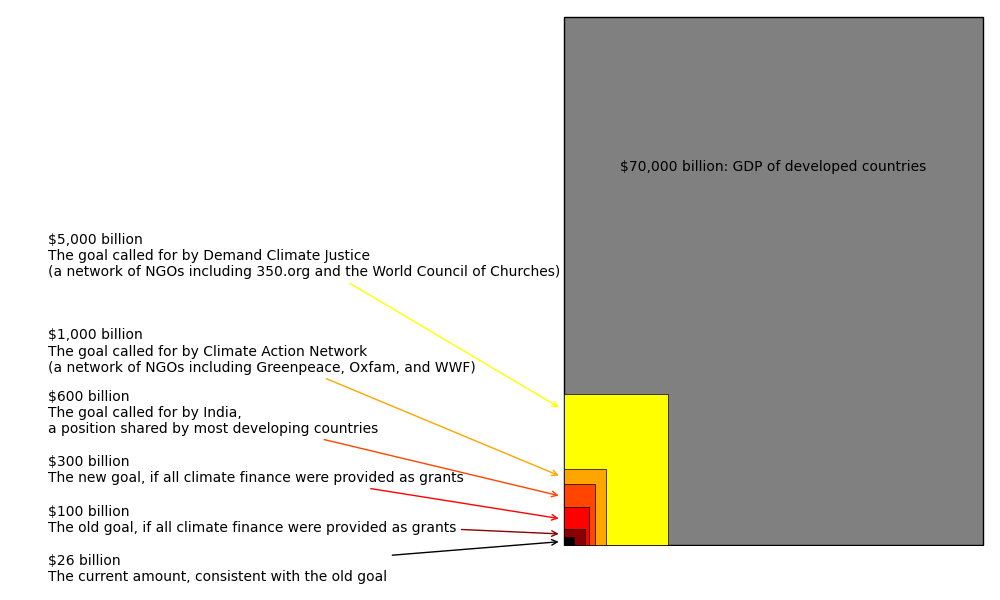 $70,000 billion: GDP of developed countries
$5,000 billion
The goal called for by Demand Climate Justice
(a network of NGOs including 350.org and the World Council of Churches)
$1,000 billion
The goal called for by Climate Action Network
(a network of NGOs including Greenpeace, Oxfam, and WWF)
$600 billion
The goal called for by India,
a position shared by most developing countries
$300 billion
The new goal, if all climate finance were provided as grants
$100 billion
The old goal, if all climate finance were provided as grants
$26 billion
The current amount, consistent with the old goal